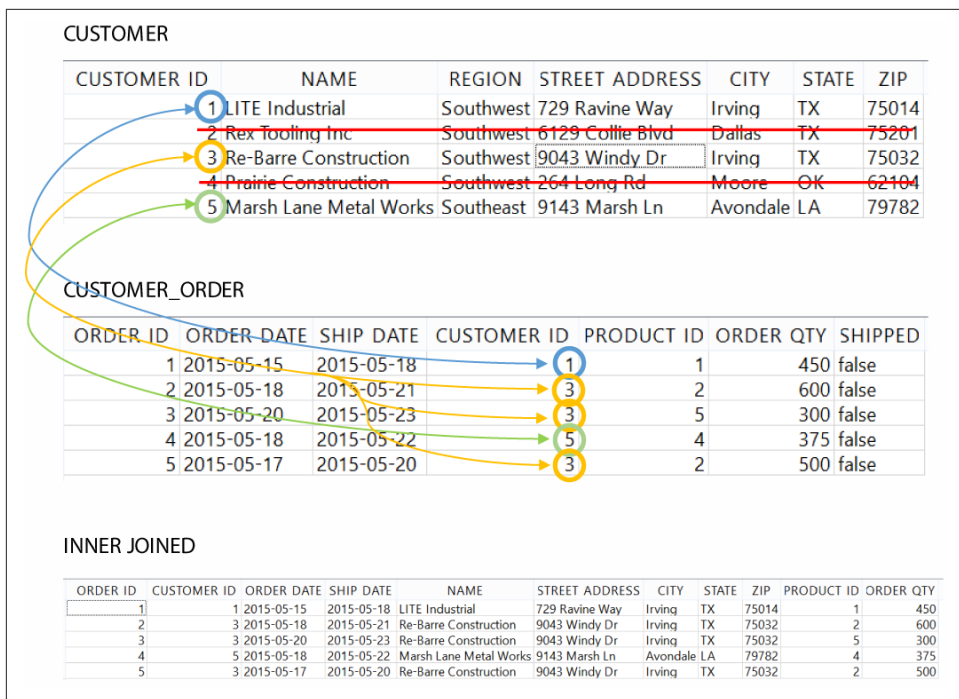 CUSTOMER
CUSTOMER ID NAME REGION STREET ADDRESS CITY STATE ZIP
1 LITE Industrial Southwest 729 Ravine Way Irving TX 75014
2 Rex Tooling Inc Southwest 6129 Collie Blvd Dallas TX 75201
3 Re-Barre Construction Southwest 9043 Windy Dr Irving TX 75032
4 Prairie Construction Southwest 264 Long Rd Moore OK 62104
5 Marsh Lane Metal Works Southeast 9143 Marsh Ln Avondale LA 79782
CUSTOMER_ORDER
ORDER ID ORDER DATE SHIP DATE CUSTOMER ID PRODUCT ID ORDER QTY SHIPPED
1 2015-05-15 2015-05-18 1 1 450 false
2 2015-05-18 2015-05-21 3 2 600 false
3 2015-05-20 2015-05-23 3 5 300 false
4 2015-05-18 2015-05-22 5 4 375 false
5 2015-05-17 2015-05-20 3 2 500 false
INNER JOINED
ORDER ID CUSTOMER ID ORDER DATE SHIP DATE NAME STREET ADDRESS CITY STATE ZIP PRODUCT ID ORDER QTY
1 1 2015-05-15 2015-05-18 LITE Industrial 729 Ravine Way Irving TX 75014 1 450
2 3 2015-05-18 2015-05-21 Re-Barre Construction 9043 Windy Dr Irving TX 75032 2 600
3 3 2015-05-20 2015-05-23 Re-Barre Construction 9043 Windy Dr Irving TX 75032 5 300
4 5 2015-05-18 2015-05-22 Marsh Lane Metal Works 9143 Marsh Ln Avondale LA 79782 4 375
5 3 2015-05-17 2015-05-20 Re-Barre Construction 9043 Windy Dr Irving TX 75032 2 500